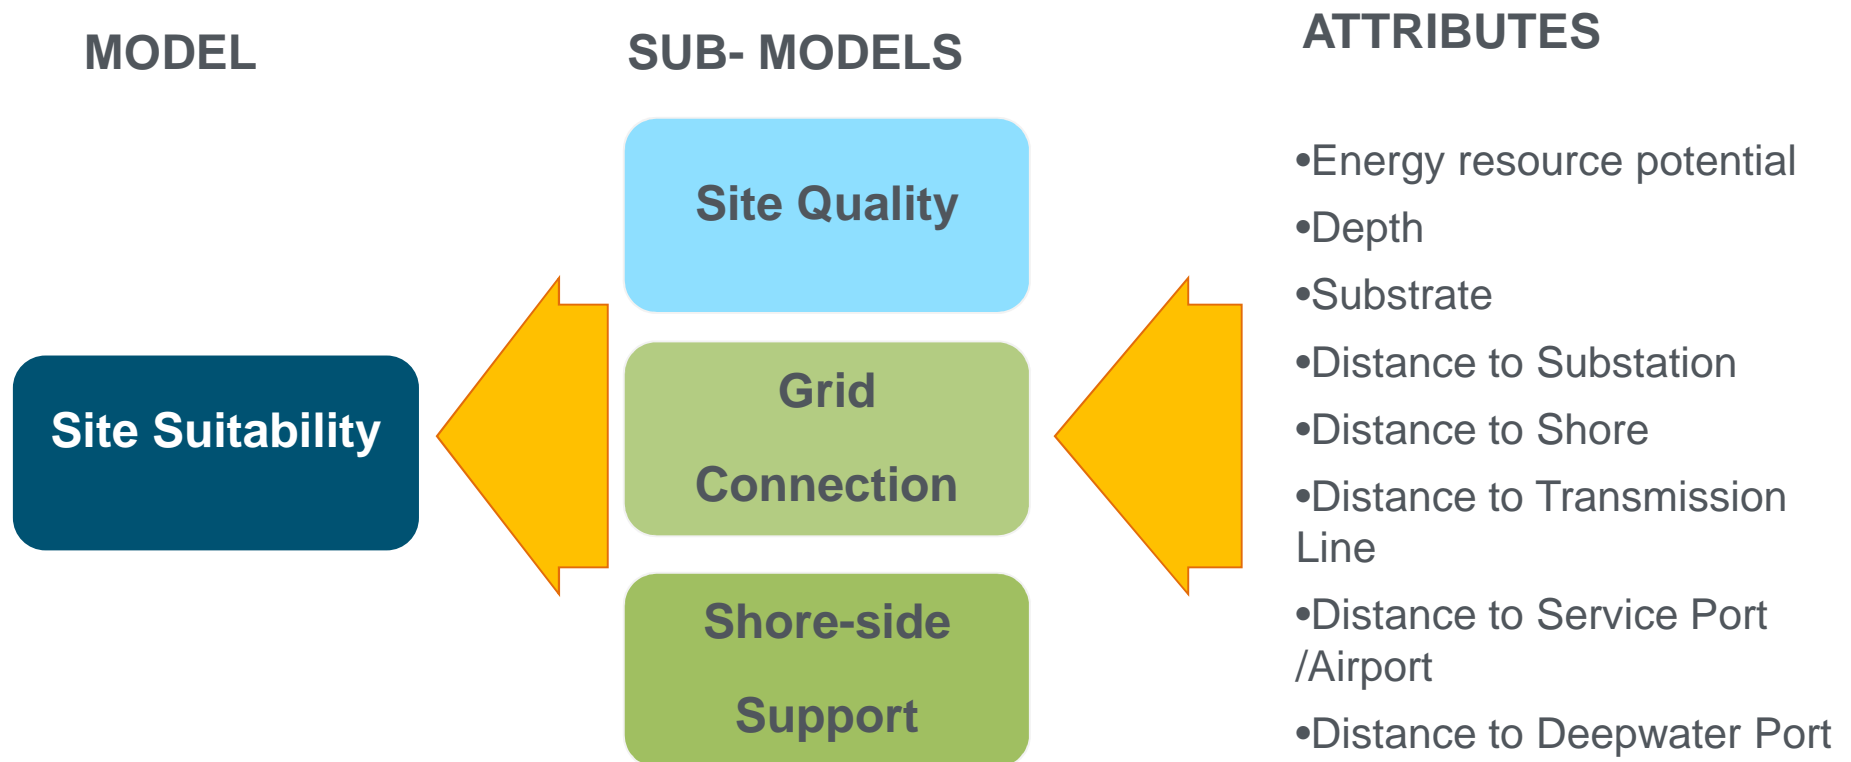 MODEL
SUB- MODELS
ATTRIBUTES
Site Suitability
Site Quality
Grid
Connection
Shore-side
Support
•Energy resource potential
•Depth
•Substrate
•Distance to Substation
•Distance to Shore
•Distance to Transmission
Line
•Distance to Service Port
/Airport
•Distance to Deepwater Port